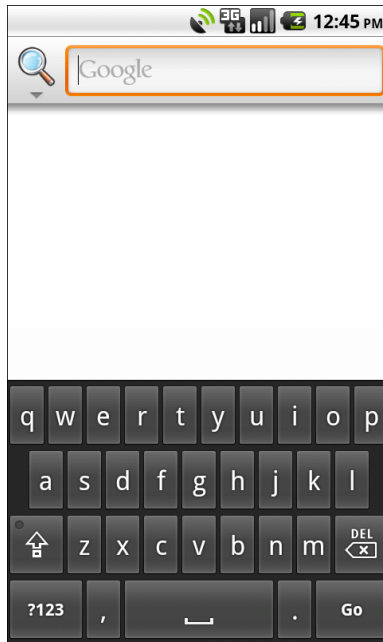 3G 12:45 PM
Google
q w e r t y u i o p
a s d f g h j k l
z x c v b n m DEL
?123 , . Go